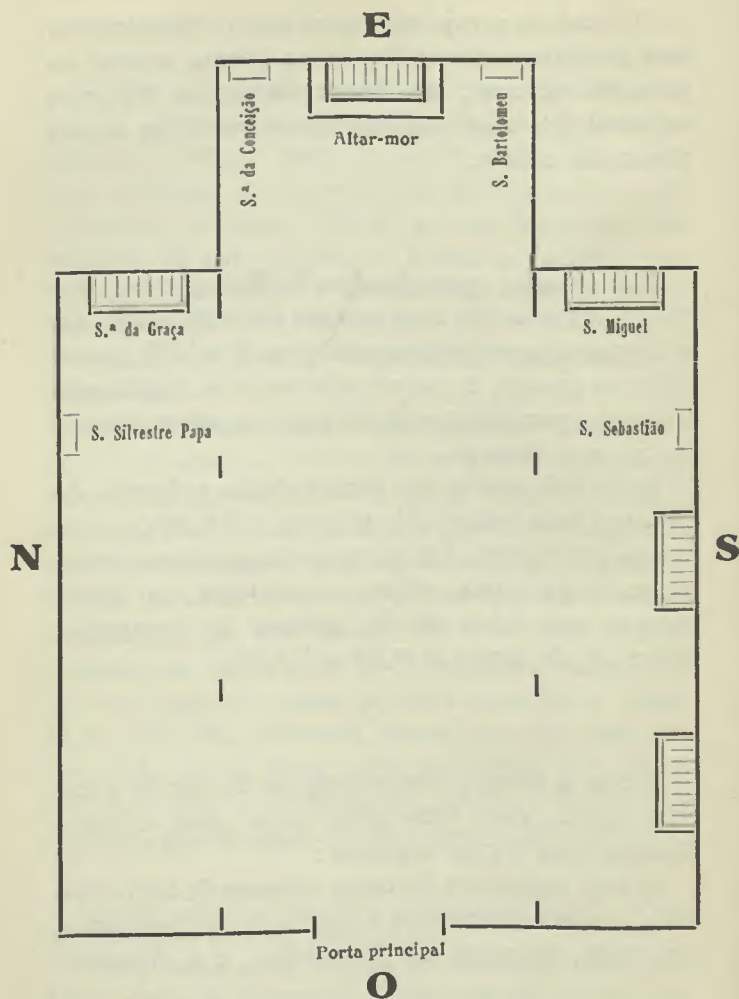 E
S.ª da Conceição
Altar-mor
S. Bartolomeu
S.ª da Graça
S. Miguel
S. Silvestre Papa
S. Sebastião
N
S
Porta principal
O